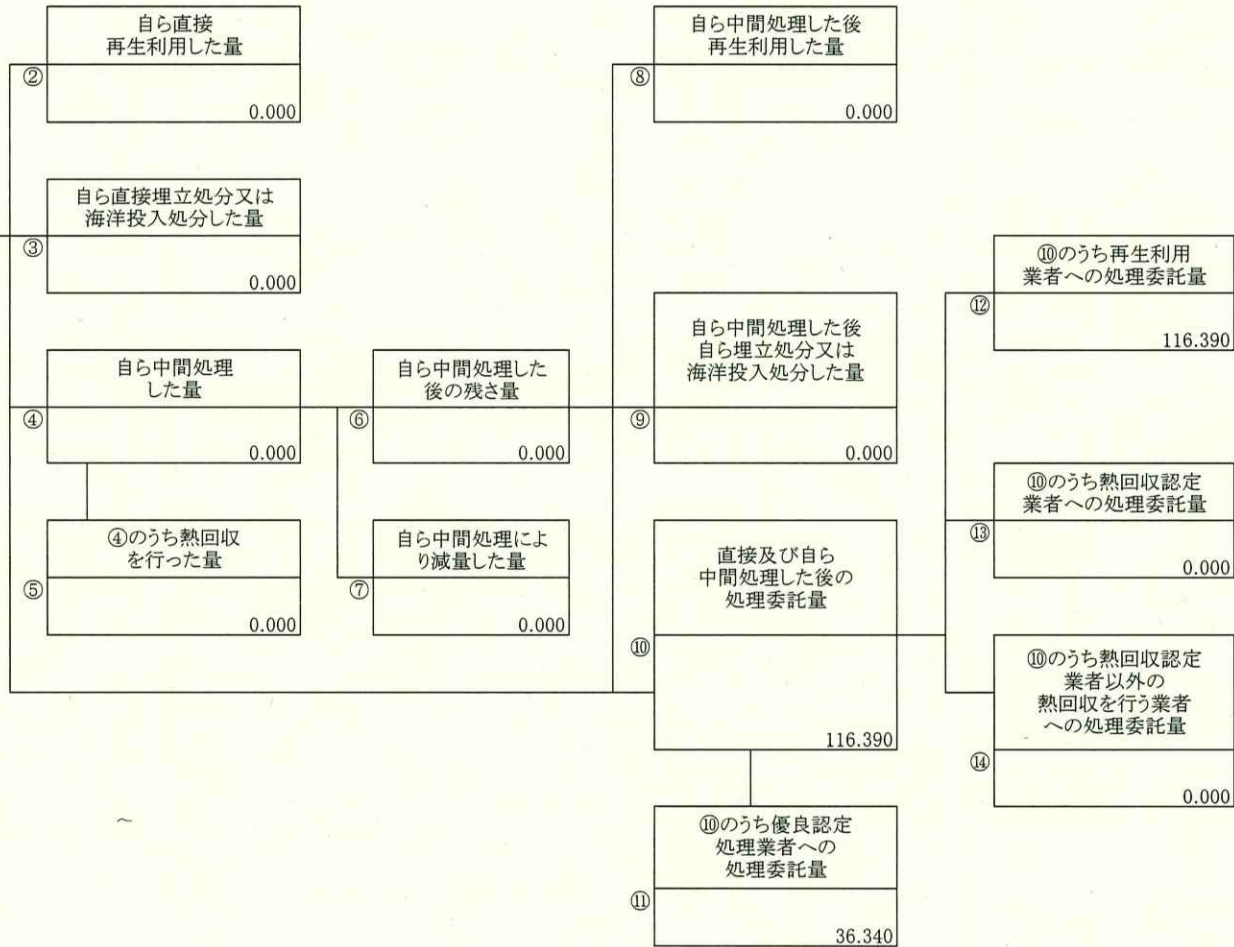 自ら直接
再生利用した量
②
0.000
自ら直接埋立処分又は
海洋投入処分した量
③
0.000
自ら中間処理
した量
④
0.000
④のうち熱回収
を行った量
⑤
0.000
自ら中間処理した
後の残さ量
⑥
0.000
自ら中間処理によ
り減量した量
⑦
0.000
自ら中間処理した後
再生利用した量
⑧
0.000
自ら中間処理した後
自ら埋立処分又は
海洋投入処分した量
⑨
0.000
直接及び自ら
中間処理した後の
処理委託量
⑩
116.390
⑩のうち優良認定
処理業者への
処理委託量
⑪
36.340
⑩のうち再生利用
業者への処理委託量
⑫
116.390
⑩のうち熱回収認定
業者への処理委託量
⑬
0.000
⑩のうち熱回収認定
業者以外の
熱回収を行う業者
への処理委託量
⑭
0.000